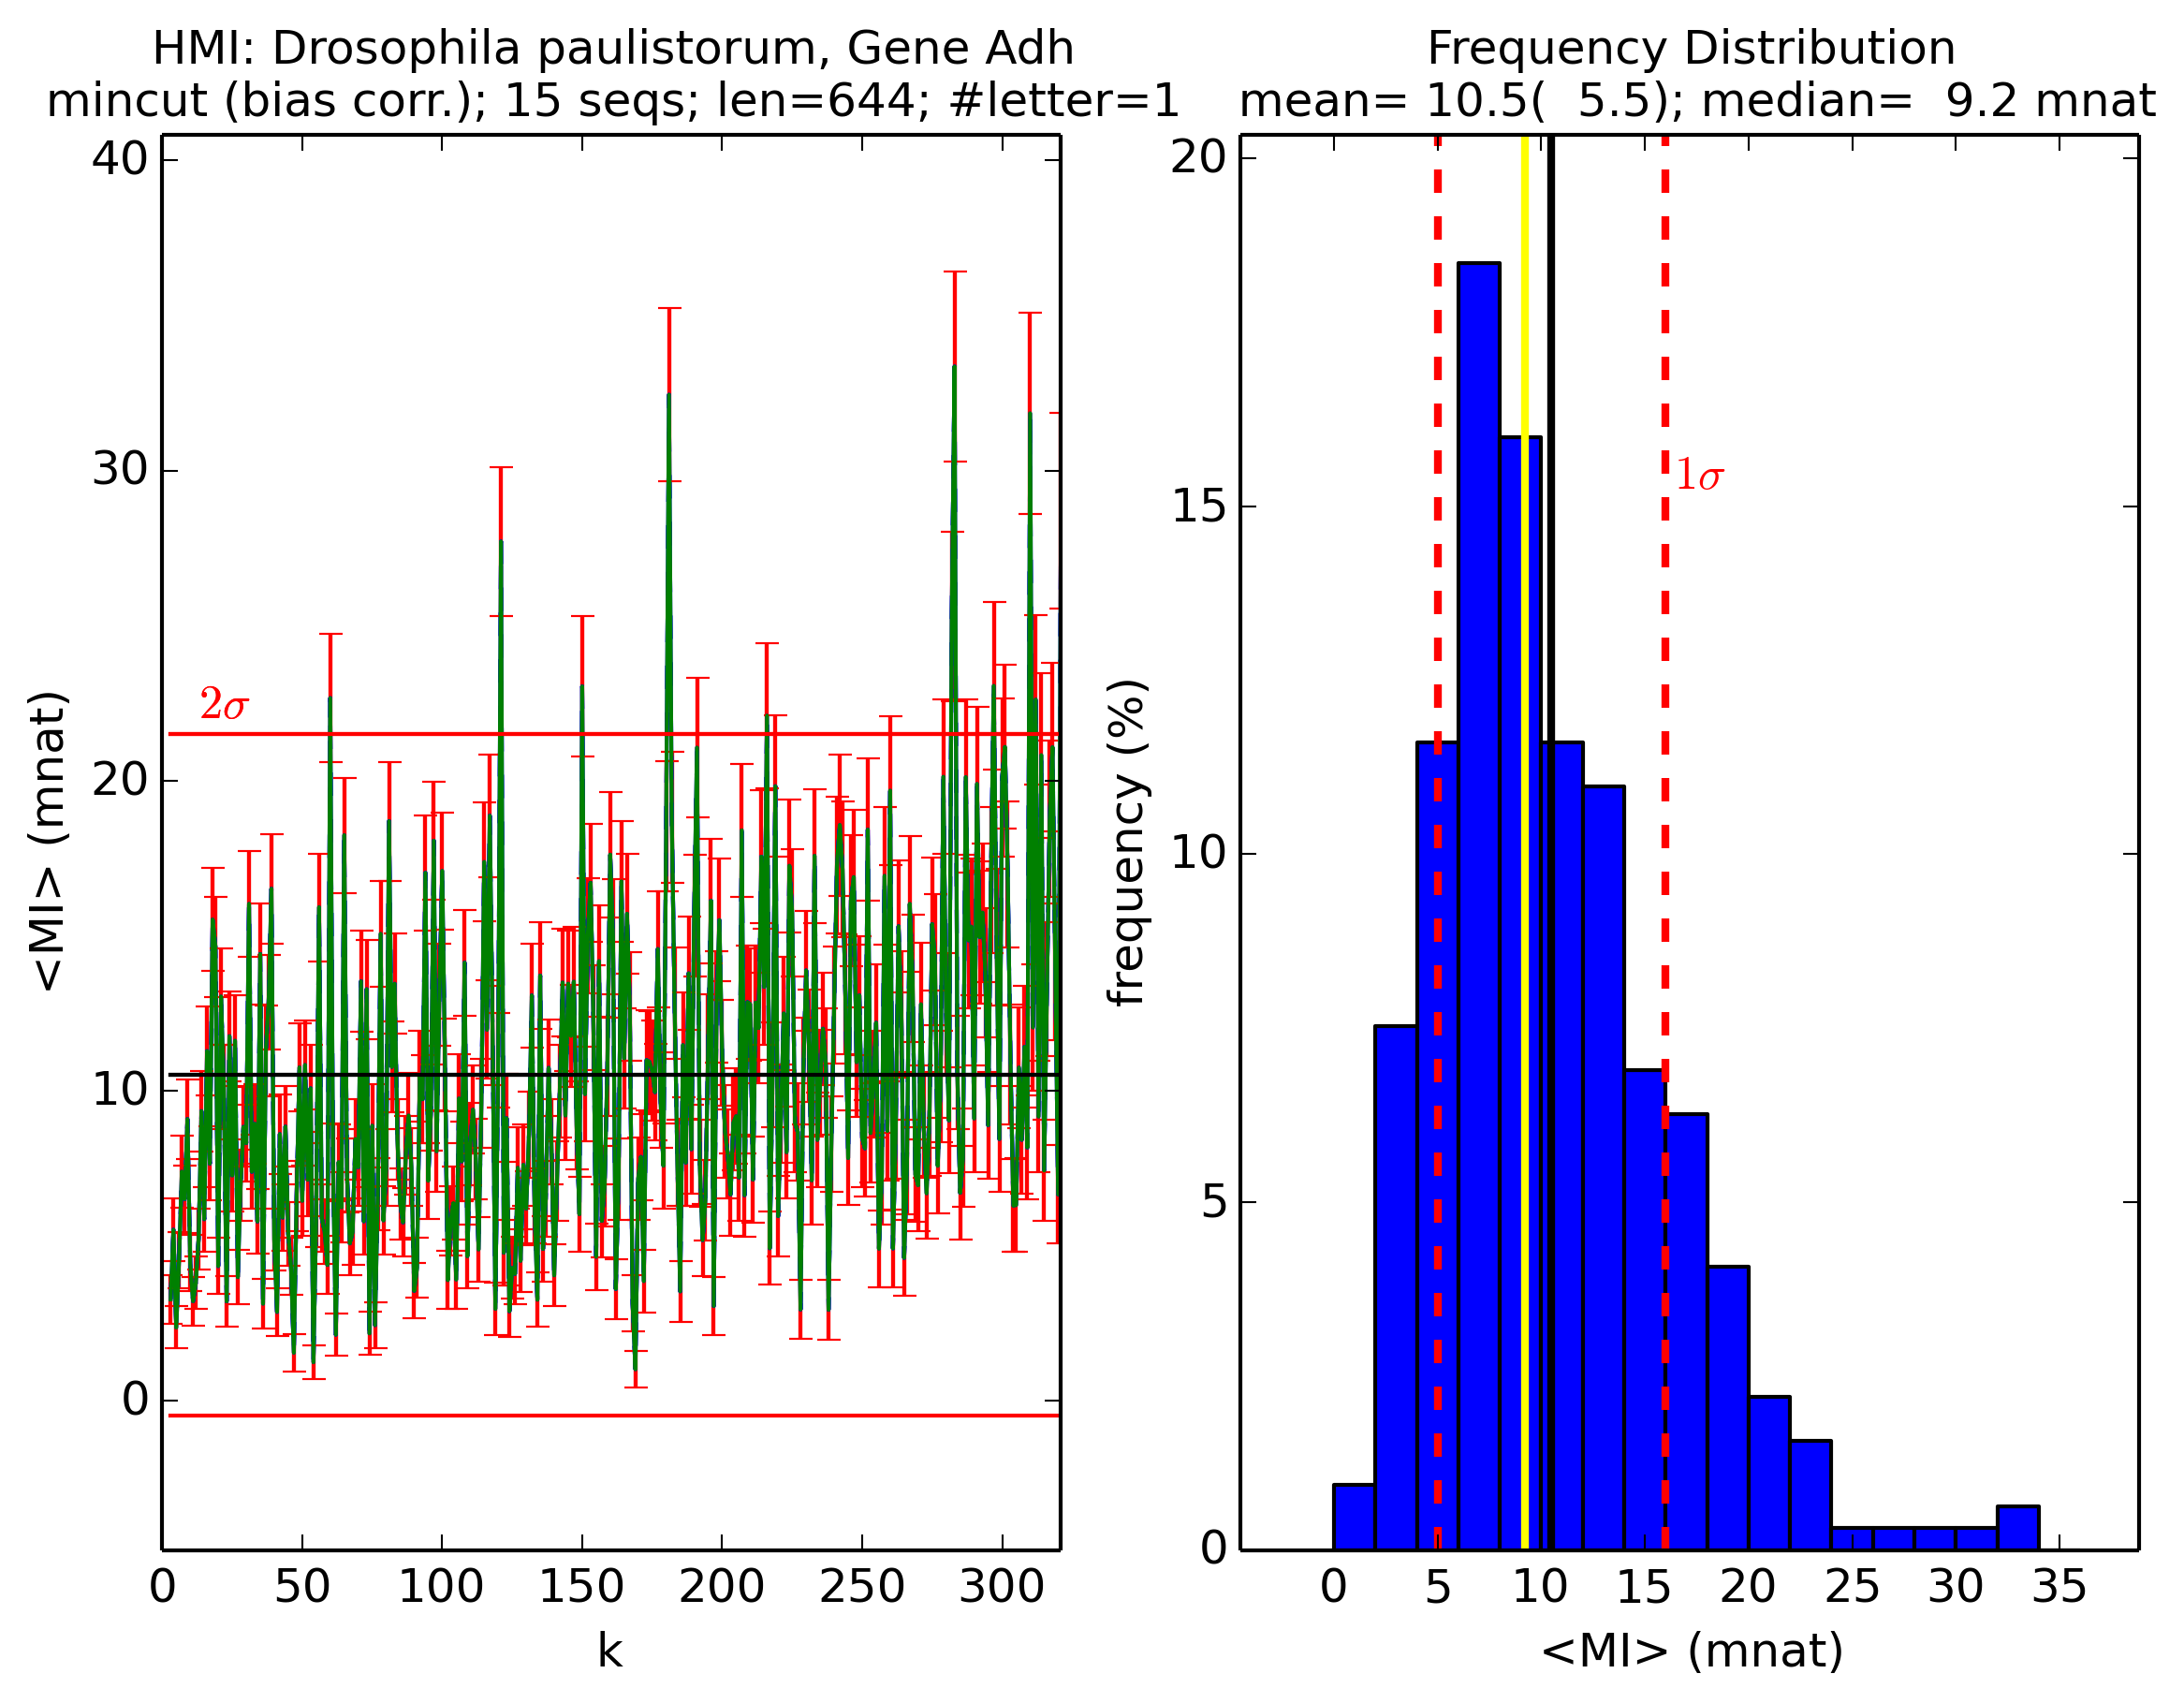 HMI: Drosophila paulistorum, Gene Adh
mincut (bias corr.); 15 seqs; len=644; #letter=1
40
30
20
10
0
<MI> (mnat)
2σ
0 50 100 150 200 250 300
k
Frequency Distribution
mean= 10.5(  5.5); median=  9.2 mnat
20
15
10
5
0
frequency (%)
1σ
0 5 10 15 20 25 30 35
<MI> (mnat)